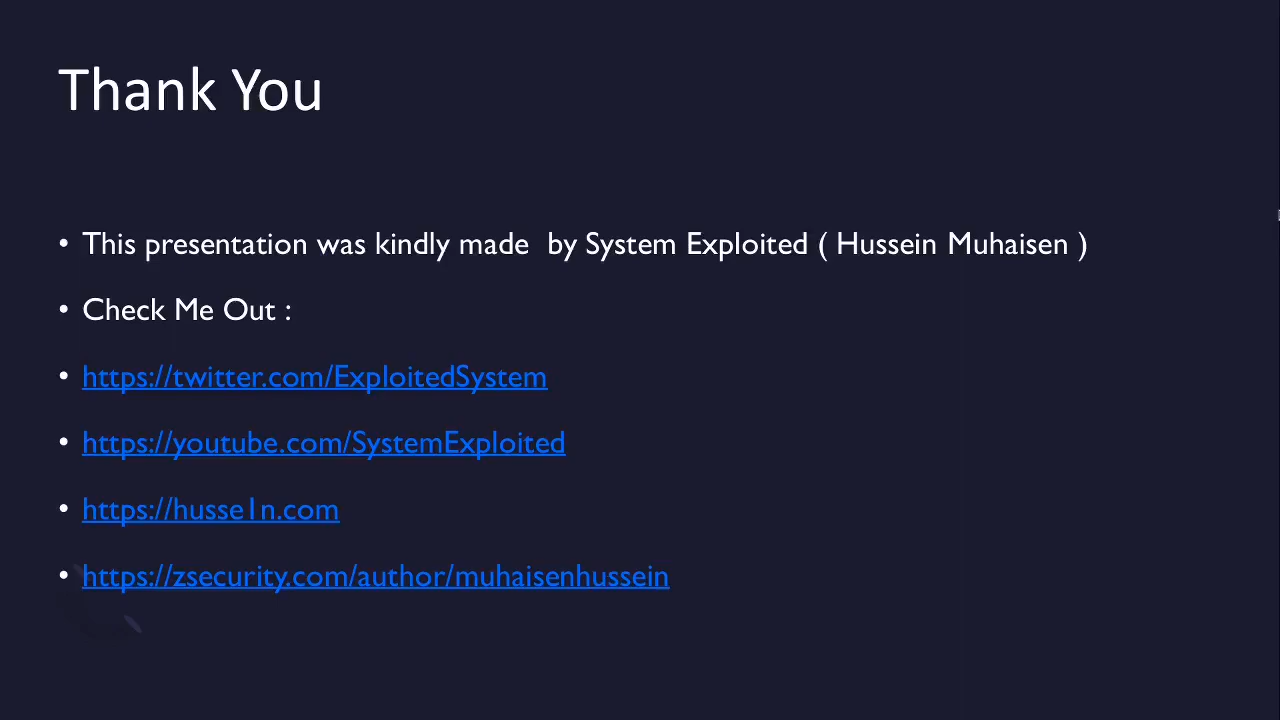 Thank You
• This presentation was kindly made  by System Exploited ( Hussein Muhaisen )
• Check Me Out :
• https://twitter.com/ExploitedSystem
• https://youtube.com/SystemExploited
• https://husse1n.com
• https://zsecurity.com/author/muhaisenhussein